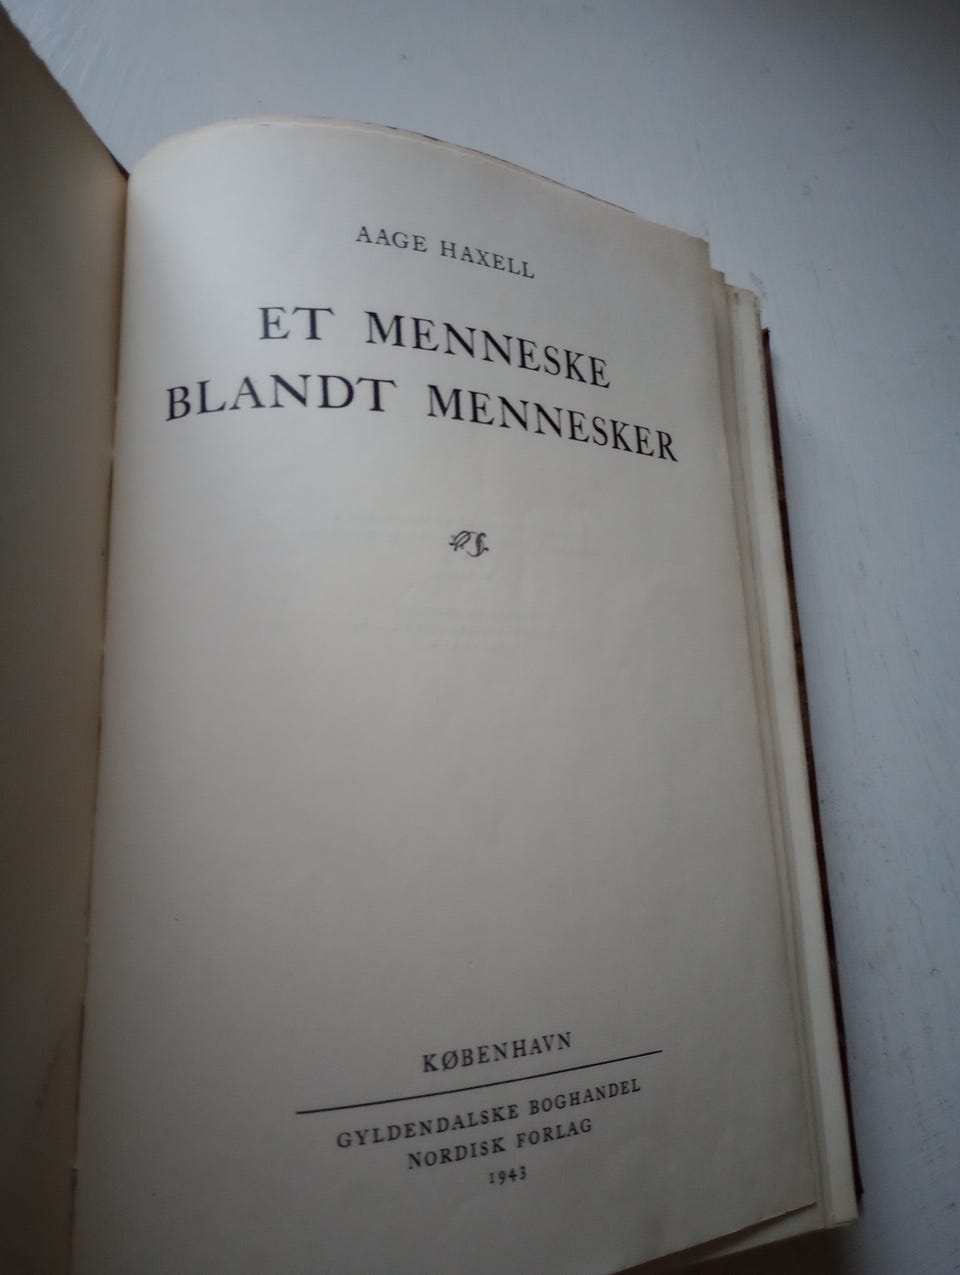 AAGE HAXELL
ET MENNESKE
BLANDT MENNESKER
KØBENHAVN
GYLDENDALSKE BOGHANDEL
NORDISK FORLAG
1943